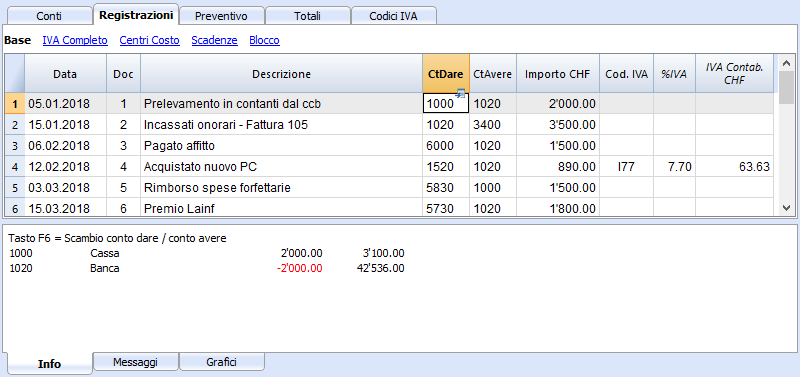 Conti Registrazioni Preventivo Totali Codici IVA
Base IVA Completo Centri Costo Scadenze Blocco
Data Doc Descrizione CtDare CtAvere Importo CHF Cod. IVA %IVA IVA Contab. CHF
1 05.01.2018 1 Prelevamento in contanti dal ccb 1000 1020 2'000.00
2 15.01.2018 2 Incassati onorari - Fattura 105 1020 3400 3'500.00
3 06.02.2018 3 Pagato affitto 6000 1020 1'500.00
4 12.02.2018 4 Acquistato nuovo PC 1520 1020 890.00 I77 7.70 63.63
5 03.03.2018 5 Rimborso spese forfettarie 5830 1000 1'500.00
6 15.03.2018 6 Premio Lainf 5730 1020 1'800.00
Tasto F6 = Scambio conto dare / conto avere
1000 Cassa 2'000.00 3'100.00
1020 Banca -2'000.00 42'536.00
Info Messaggi Grafici